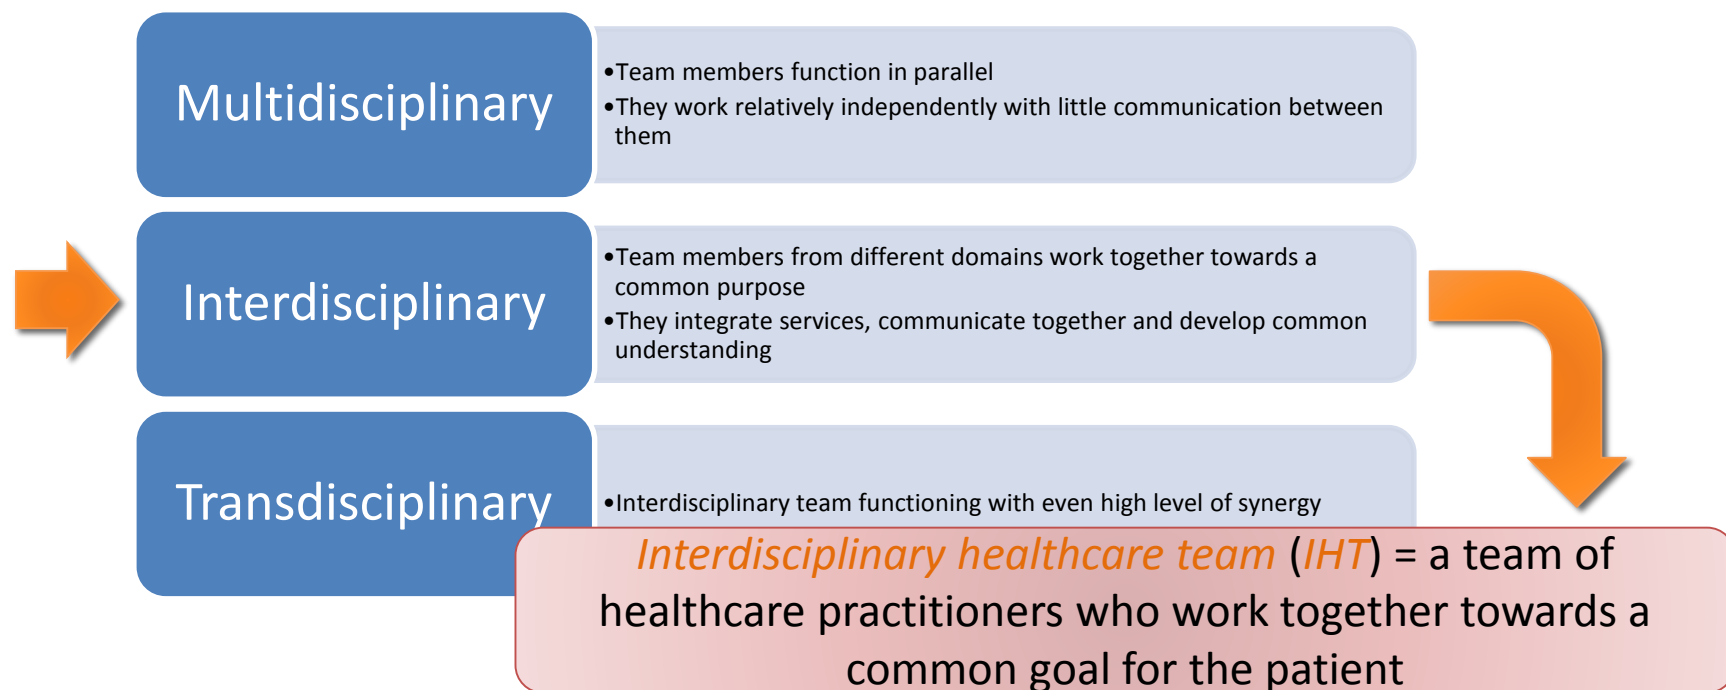 Multidisciplinary
•Team members function in parallel
•They work relatively independently with little communication between
them
Interdisciplinary
•Team members from different domains work together towards a
common purpose
•They integrate services, communicate together and develop common
understanding
Transdisciplinary
•Interdisciplinary team functioning with even high level of synergy
Interdisciplinary healthcare team (IHT) = a team of
healthcare practitioners who work together towards a
common goal for the patient